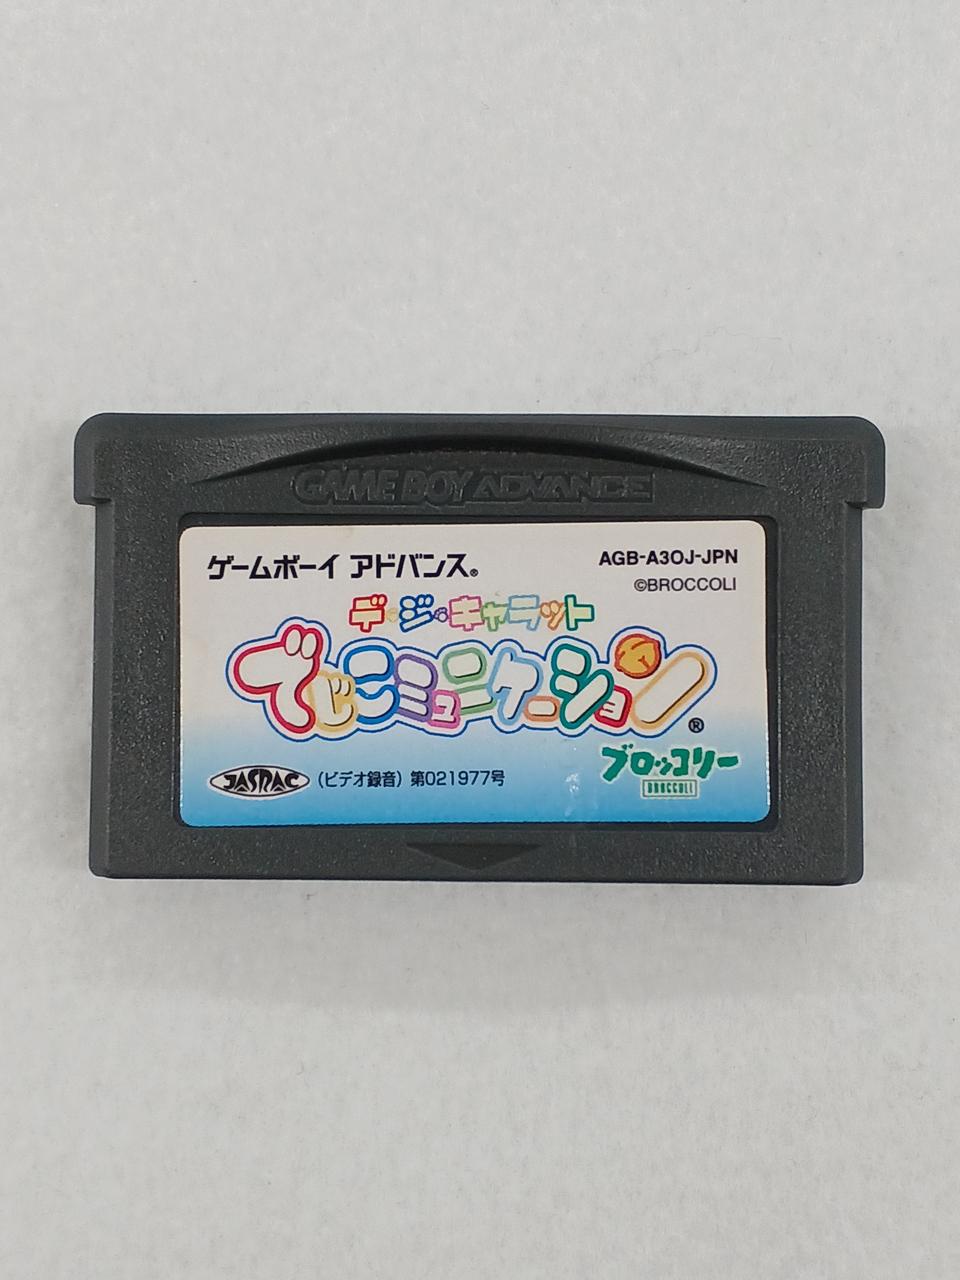 GAME BOY ADVANCE
ゲームボーイ アドバンス®
AGB-A3OJ-JPN
©BROCCOLI
デ・ジ・キャラット
でじこミュニケーション®
ブロッコリー
BROCCOLI
JASRAC
(ビデオ録音) 第021977号